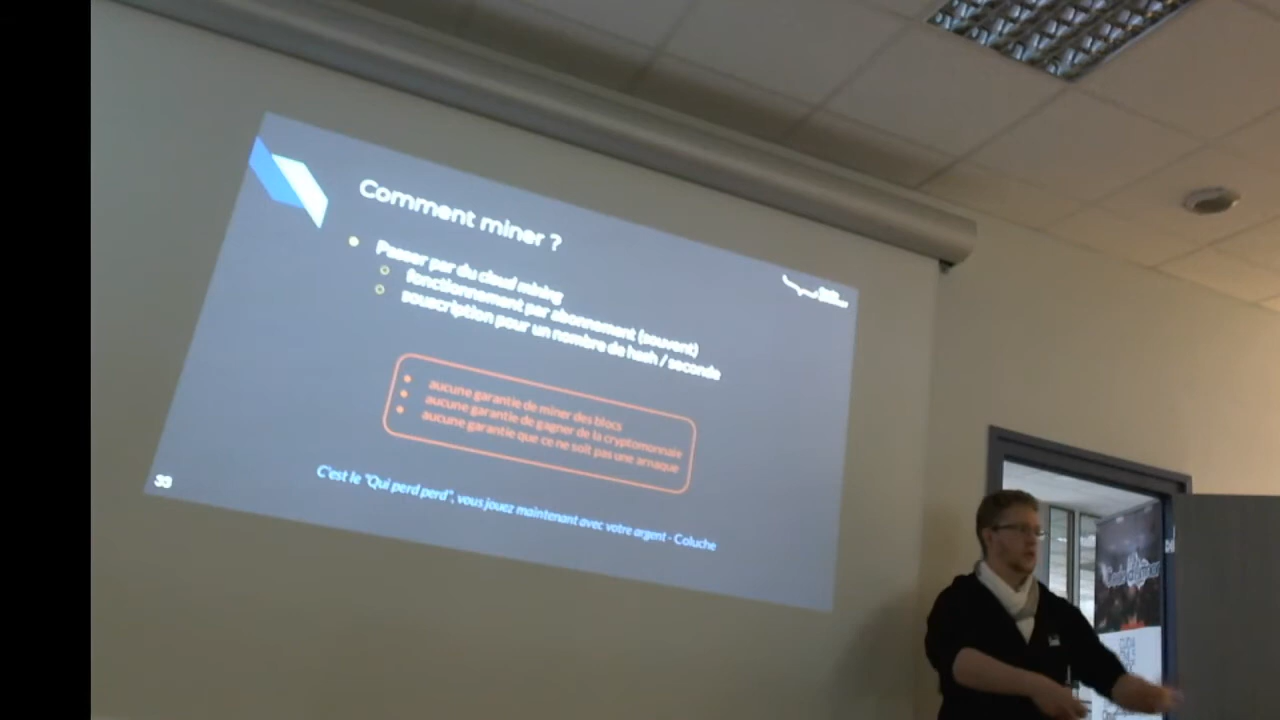 Comment miner ?
Passer par du cloud mining
fonctionnement par abonnement (souvent)
souscription pour un nombre de hash / seconde
aucune garantie de miner des blocs
aucune garantie de gagner de la cryptomonnaie
aucune garantie que ce ne soit pas une arnaque
C'est le "Qui perd perd", vous jouez maintenant avec votre argent - Coluche